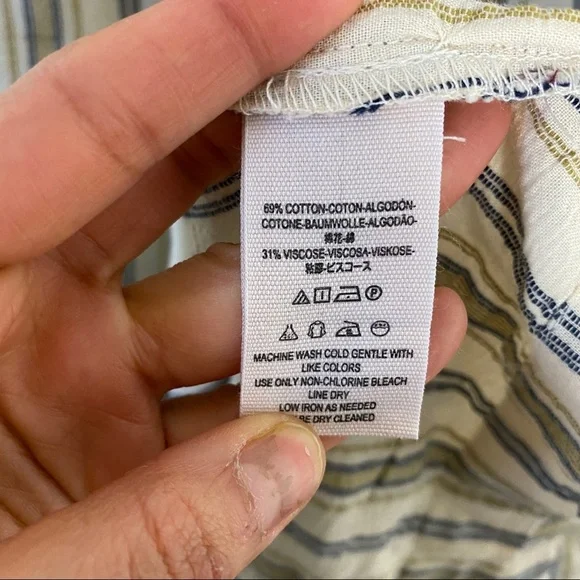 69% COTTON-COTON-ALGODÓN-
COTONE-BAUMWOLLE-ALGODÃO-
棉花-綿
31% VISCOSE-VISCOSA-VISKOSE-
粘膠-ビスコース
MACHINE WASH COLD GENTLE WITH
LIKE COLORS
USE ONLY NON-CHLORINE BLEACH
LINE DRY
LOW IRON AS NEEDED
BE DRY CLEANED